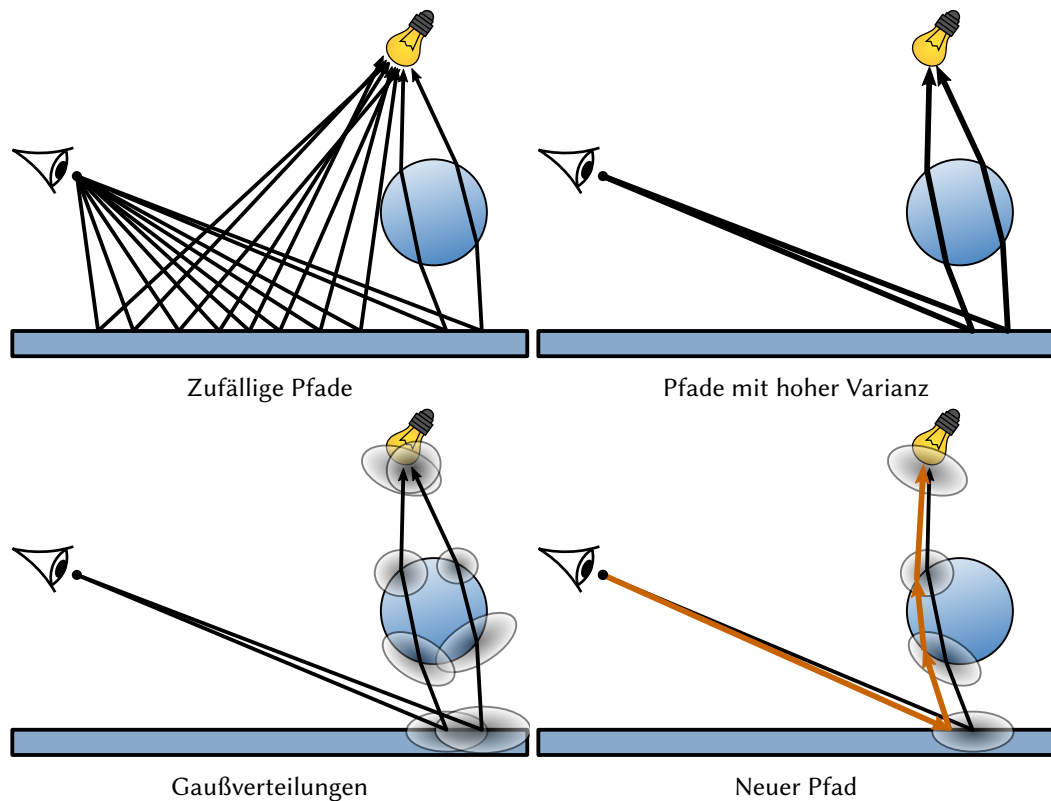 Zufällige Pfade
Pfade mit hoher Varianz
Gaußverteilungen
Neuer Pfad